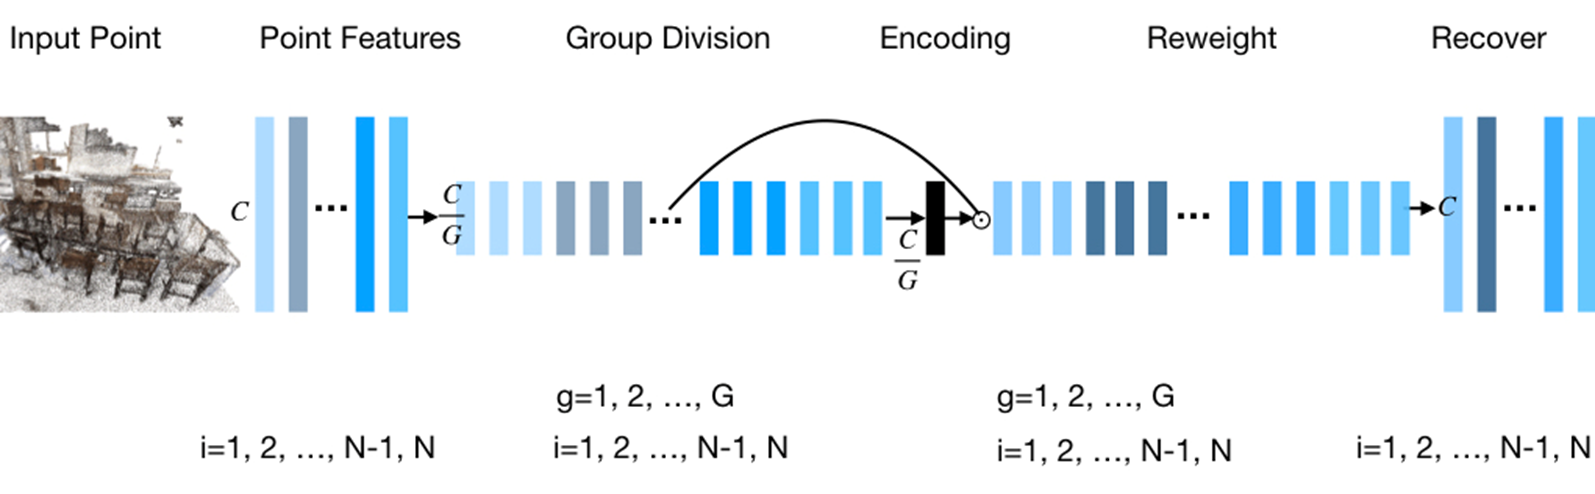 Input Point Point Features Group Division Encoding Reweight Recover
C ... C/G ... C/G ⊙ ... C ...
g=1, 2, …, G g=1, 2, …, G
i=1, 2, …, N-1, N i=1, 2, …, N-1, N i=1, 2, …, N-1, N i=1, 2, …, N-1, N